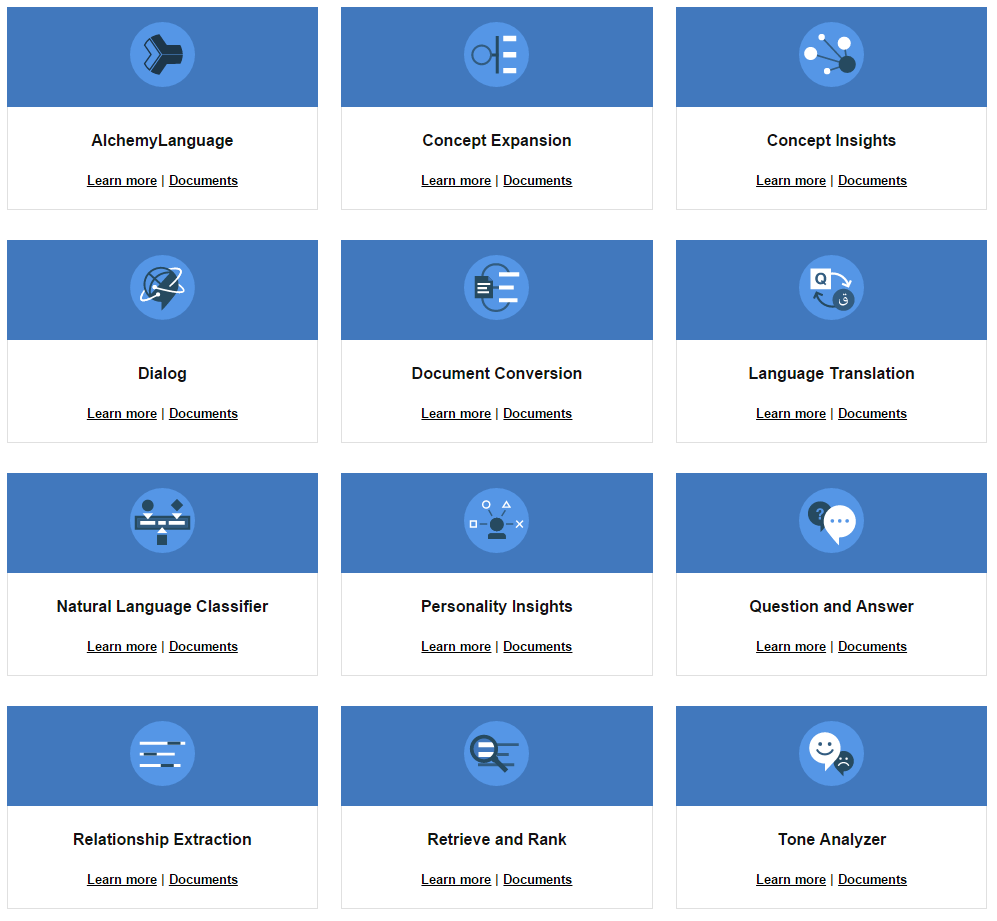 AlchemyLanguage
Learn more | Documents
Concept Expansion
Learn more | Documents
Concept Insights
Learn more | Documents
Dialog
Learn more | Documents
Document Conversion
Learn more | Documents
Q
ق
Language Translation
Learn more | Documents
Natural Language Classifier
Learn more | Documents
Personality Insights
Learn more | Documents
?
Question and Answer
Learn more | Documents
Relationship Extraction
Learn more | Documents
Retrieve and Rank
Learn more | Documents
Tone Analyzer
Learn more | Documents